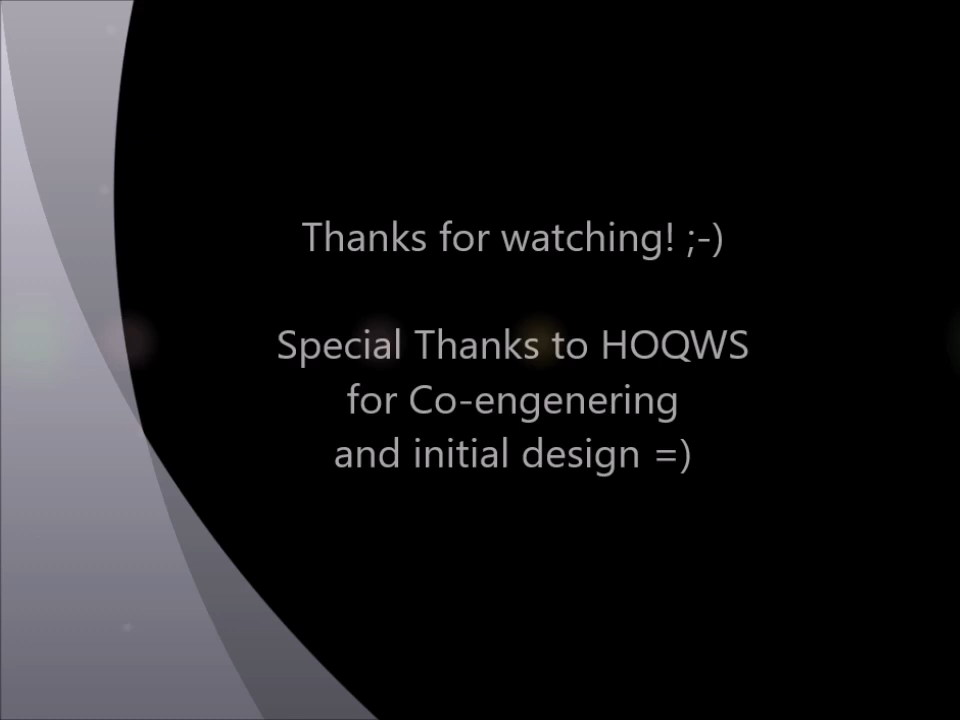 Thanks for watching! ;-)
Special Thanks to HOQWS
for Co-engenering
and initial design =)